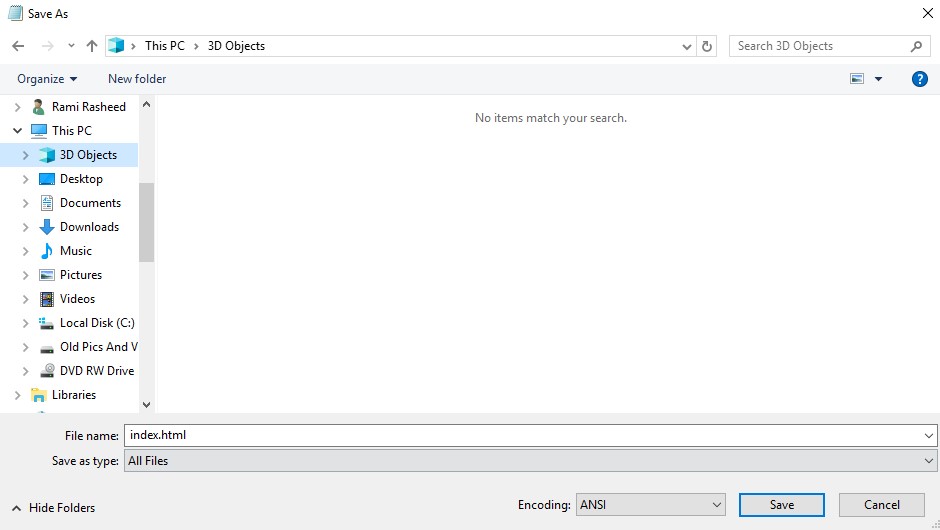 Save As
This PC
3D Objects
Search 3D Objects
Organize
New folder
Rami Rasheed
This PC
3D Objects
Desktop
Documents
Downloads
Music
Pictures
Videos
Local Disk (C:)
Old Pics And V
DVD RW Drive
Libraries
No items match your search.
File name: index.html
Save as type: All Files
Hide Folders
Encoding: ANSI
Save
Cancel